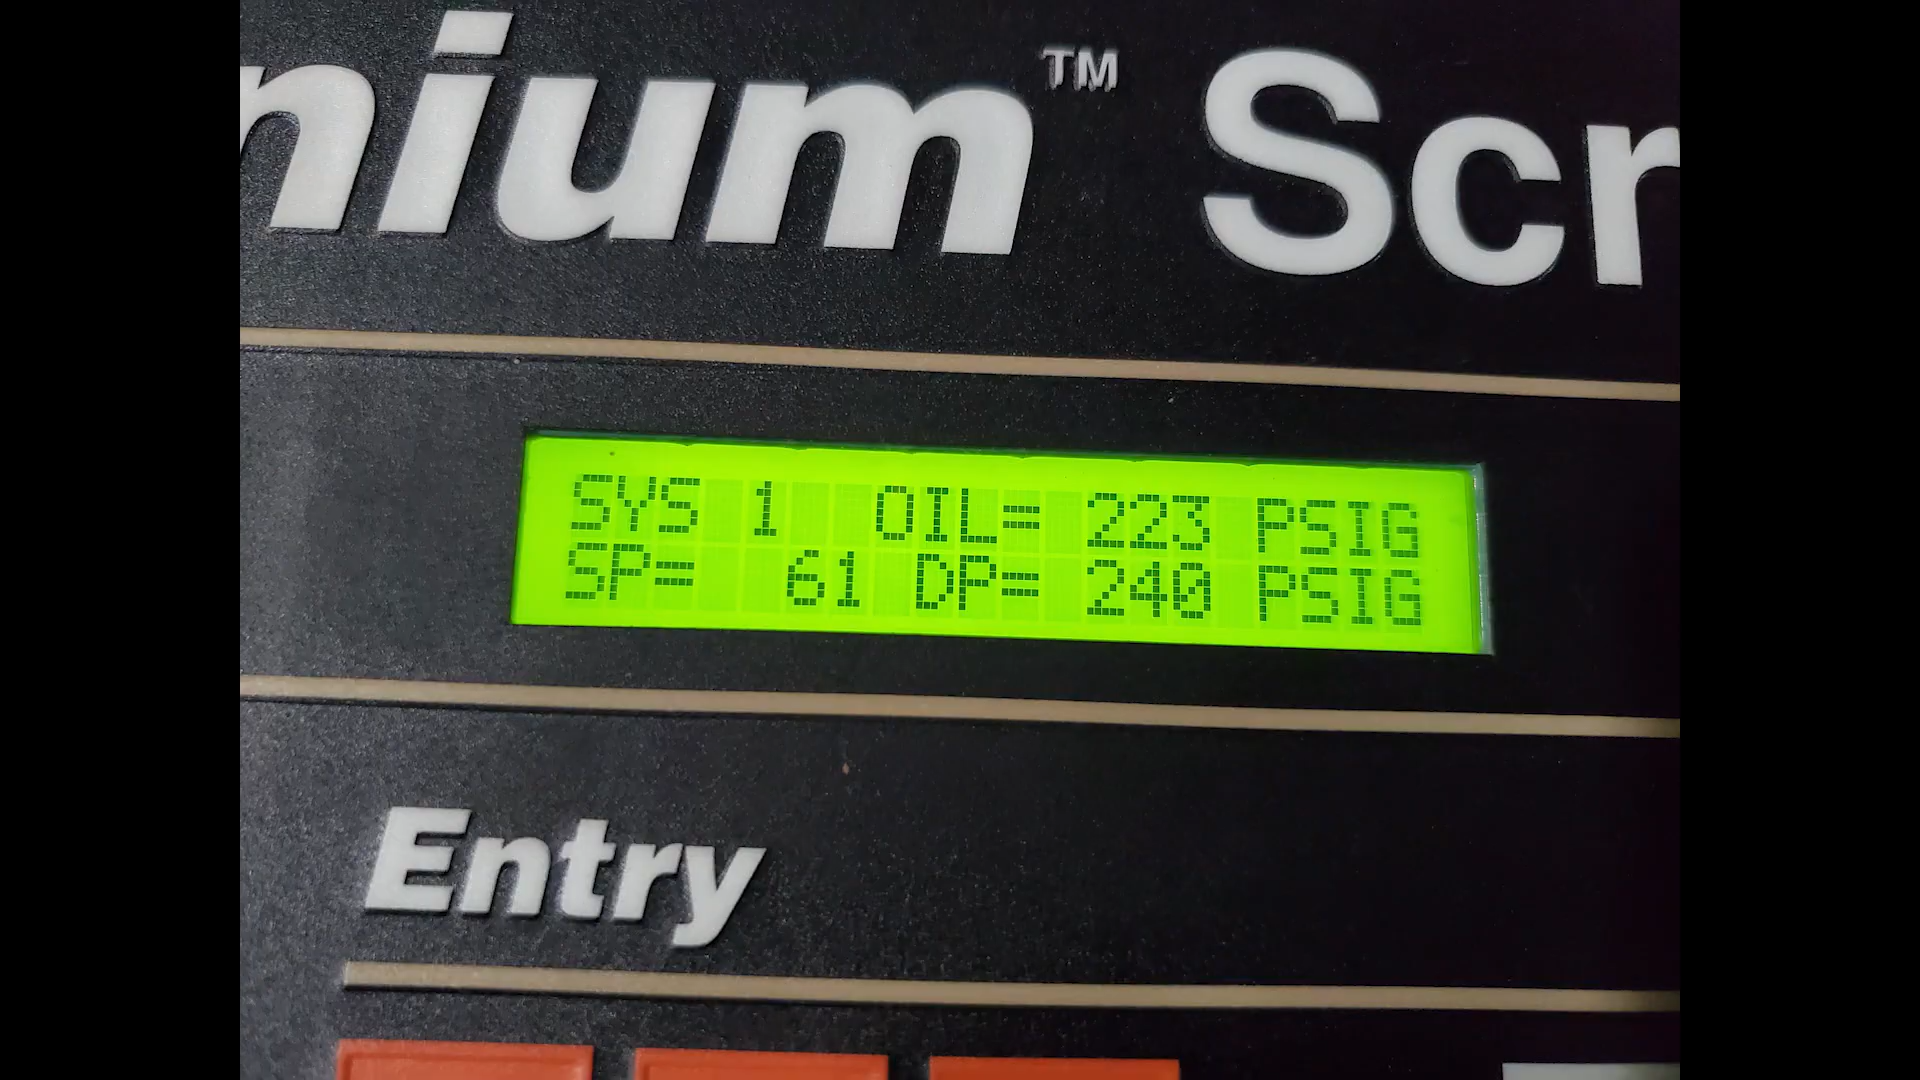 nium™ Scr
SYS 1 OIL= 223 PSIG
SP= 61 DP= 240 PSIG
Entry